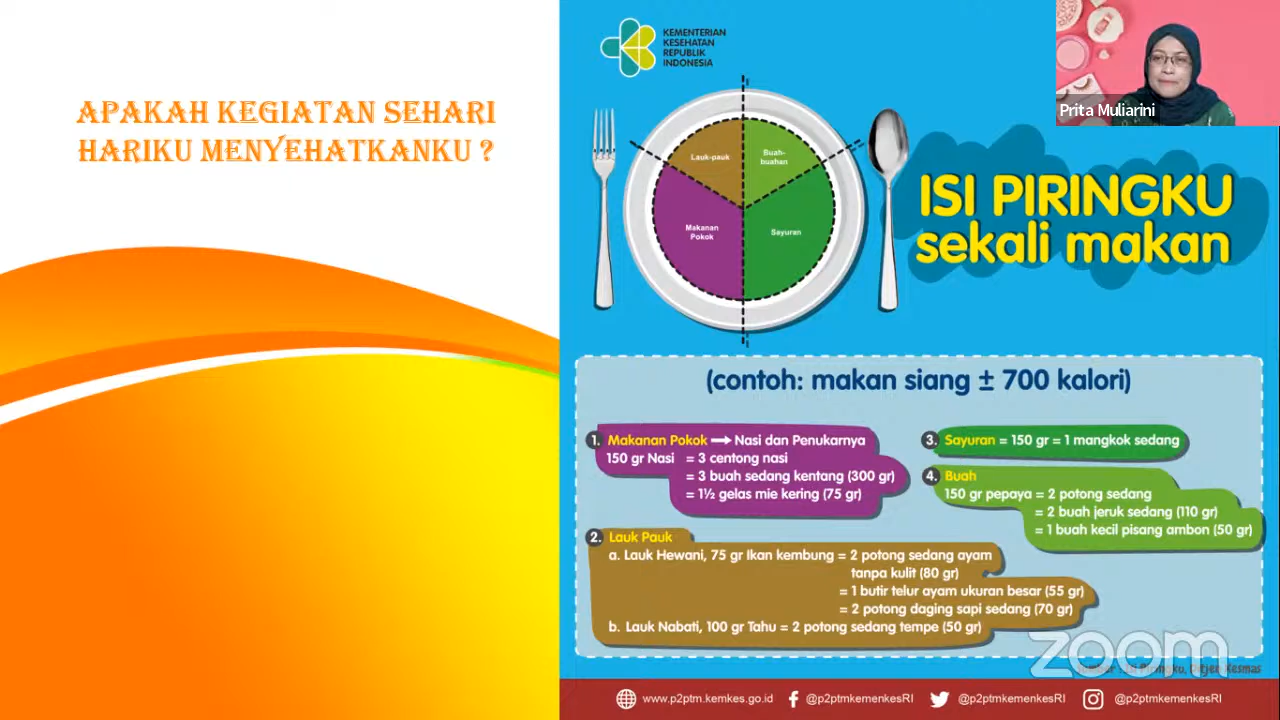 APAKAH KEGIATAN SEHARI
HARIKU MENYEHATKANKU ?
KEMENTERIAN
KESEHATAN
REPUBLIK
INDONESIA
Prita Muliarini
Lauk-pauk
Buah-
buahan
Makanan
Pokok
Sayuran
ISI PIRINGKU
sekali makan
(contoh: makan siang ± 700 kalori)
1. Makanan Pokok → Nasi dan Penukarnya
150 gr Nasi = 3 centong nasi
= 3 buah sedang kentang (300 gr)
= 1½ gelas mie kering (75 gr)
2. Lauk Pauk
a. Lauk Hewani, 75 gr Ikan kembung = 2 potong sedang ayam
tanpa kulit (80 gr)
= 1 butir telur ayam ukuran besar (55 gr)
= 2 potong daging sapi sedang (70 gr)
b. Lauk Nabati, 100 gr Tahu = 2 potong sedang tempe (50 gr)
3. Sayuran = 150 gr = 1 mangkok sedang
4. Buah
150 gr pepaya = 2 potong sedang
= 2 buah jeruk sedang (110 gr)
= 1 buah kecil pisang ambon (50 gr)
zoom
Sumber : Isi Piringku, Ditjen Kesmas
www.p2ptm.kemkes.go.id @p2ptmkemenkesRI @p2ptmkemenkesRI @p2ptmkemenkesRI